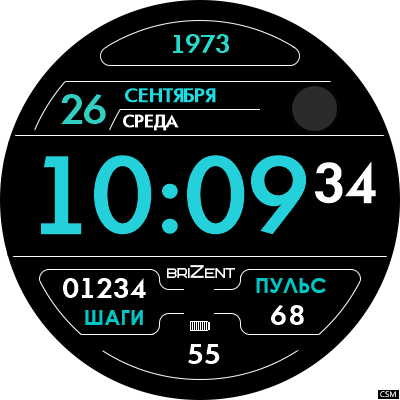 1973
26
СЕНТЯБРЯ
СРЕДА
10:09 34
BRIZENT
01234
ШАГИ
ПУЛЬС
68
55
CSM